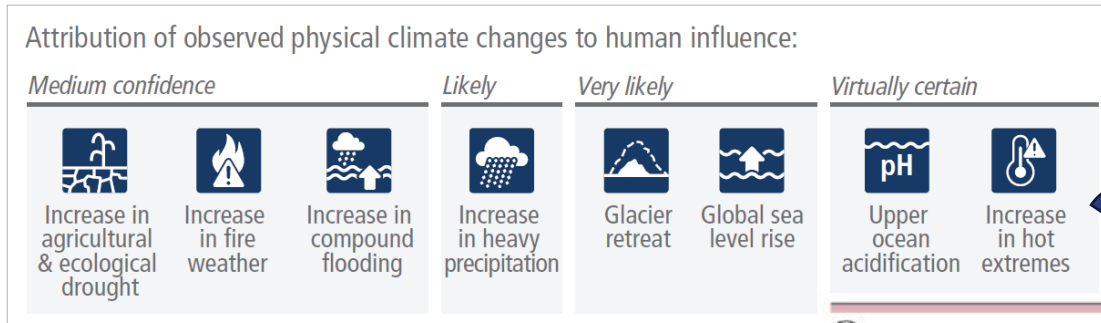 Attribution of observed physical climate changes to human influence:
Medium confidence
Likely
Very likely
Virtually certain
Increase in
agricultural
& ecological
drought
Increase
in fire
weather
Increase in
compound
flooding
Increase
in heavy
precipitation
Glacier
retreat
Global sea
level rise
pH
Upper
ocean
acidification
Increase
in hot
extremes